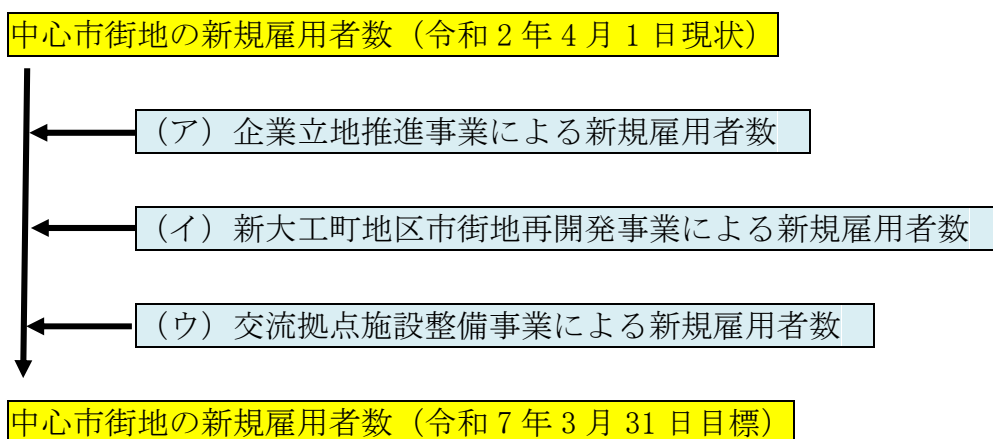 中心市街地の新規雇用者数（令和２年４月１日現状）
（ア）企業立地推進事業による新規雇用者数
（イ）新大工町地区市街地再開発事業による新規雇用者数
（ウ）交流拠点施設整備事業による新規雇用者数
中心市街地の新規雇用者数（令和７年３月 31 日目標）